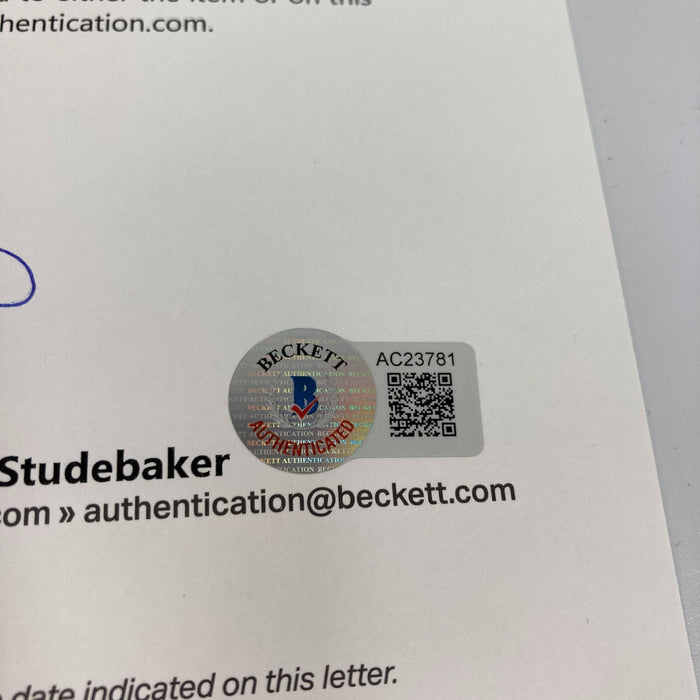 hentication.com.
BECKETT
AUTHENTICATED
B
AC23781
Studebaker
com » authentication@beckett.com
date indicated on this letter.